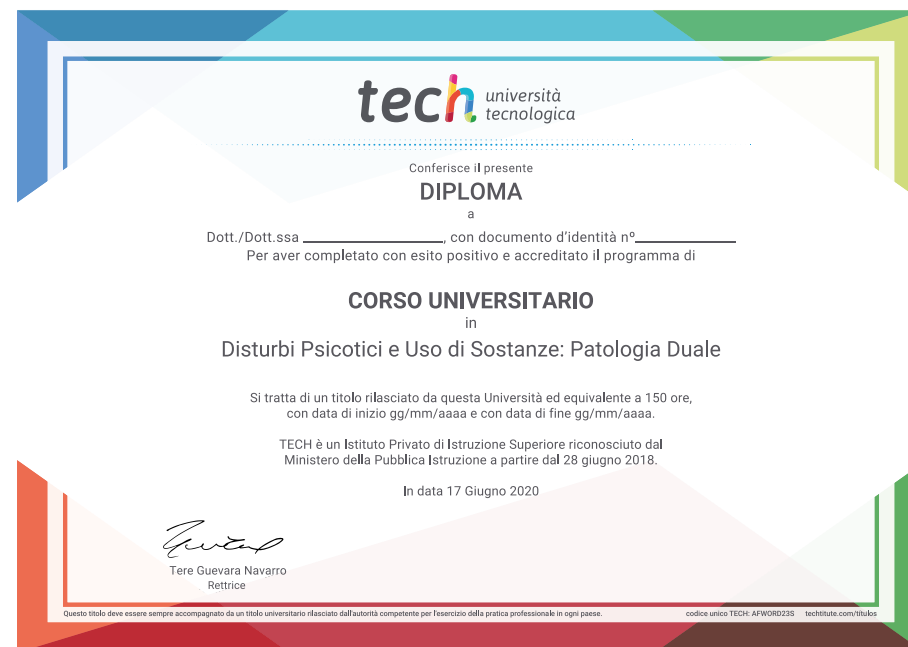 tech università
tecnologica
Conferisce il presente
DIPLOMA
a
Dott./Dott.ssa ________________, con documento d'identità nº____________
Per aver completato con esito positivo e accreditato il programma di
CORSO UNIVERSITARIO
in
Disturbi Psicotici e Uso di Sostanze: Patologia Duale
Si tratta di un titolo rilasciato da questa Università ed equivalente a 150 ore,
con data di inizio gg/mm/aaaa e con data di fine gg/mm/aaaa.
TECH è un Istituto Privato di Istruzione Superiore riconosciuto dal
Ministero della Pubblica Istruzione a partire dal 28 giugno 2018.
In data 17 Giugno 2020
Tere Guevara Navarro
Rettrice
Questo titolo deve essere sempre accompagnato da un titolo universitario rilasciato dall'autorità competente per l'esercizio della pratica professionale in ogni paese. codice unico TECH: AFWORD23S techtitute.com/titulos